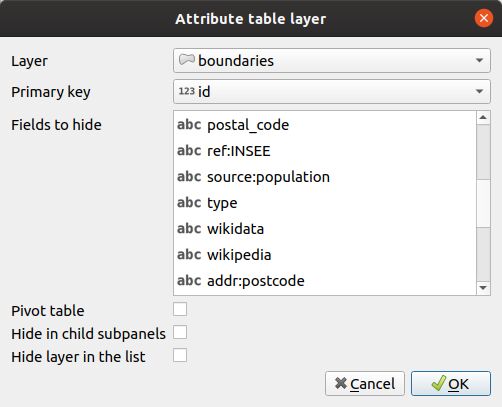 Attribute table layer
Layer boundaries
Primary key 123 id
Fields to hide
abc postal_code
abc ref:INSEE
abc source:population
abc type
abc wikidata
abc wikipedia
abc addr:postcode
Pivot table
Hide in child subpanels
Hide layer in the list
Cancel OK